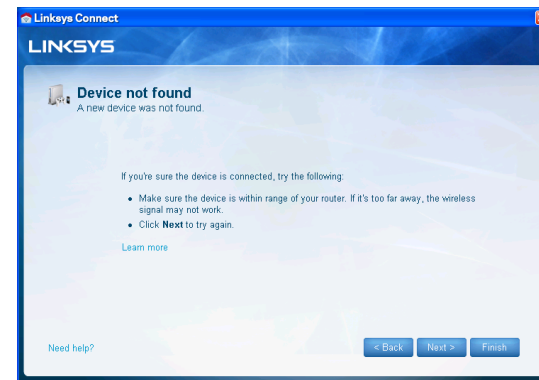 Linksys Connect
LINKSYS
Device not found
A new device was not found.
If you're sure the device is connected, try the following:
• Make sure the device is within range of your router. If it's too far away, the wireless
signal may not work.
• Click Next to try again.
Learn more
Need help?
< Back Next > Finish